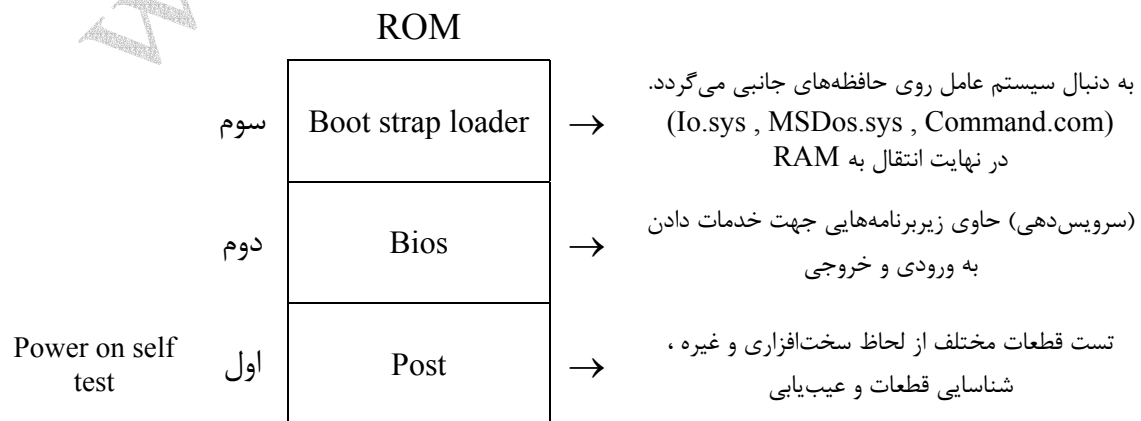 ROM
سوم
Boot strap loader
→
به دنبال سیستم عامل روی حافظه‌های جانبی می‌گردد.
(Io.sys , MSDos.sys , Command.com)
در نهایت انتقال به RAM
دوم
Bios
→
(سرویس‌دهی) حاوی زیربرنامه‌هایی جهت خدمات دادن
به ورودی و خروجی
Power on self
test
اول
Post
→
تست قطعات مختلف از لحاظ سخت‌افزاری و غیره ،
شناسایی قطعات و عیب‌یابی